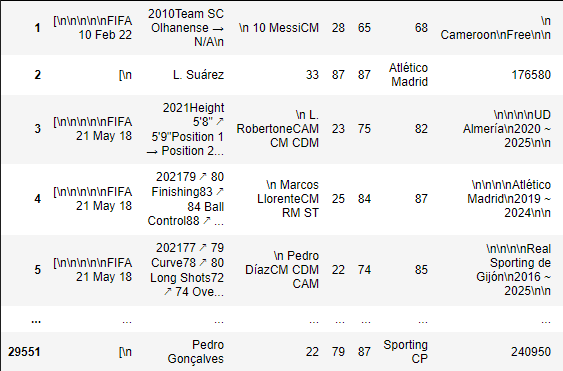 1 [\n\n\n\n\nFIFA 10 Feb 22 2010Team SC Olhanense → N/A\n \n 10 MessiCM 28 65 68 \n Cameroon\nFree\n\n
2 [\n L. Suárez 33 87 87 Atlético Madrid 176580
3 [\n\n\n\n\nFIFA 21 May 18 2021Height 5'8" ↗ 5'9"Position 1 → Position 2... \n L. RobertoneCAM CM CDM 23 75 82 \n\n\n\nUD Almería\n2020 ~ 2025\n\n
4 [\n\n\n\n\nFIFA 21 May 18 202179 ↗ 80 Finishing83 ↗ 84 Ball Control88 ↗ ... \n Marcos LlorenteCM RM ST 25 84 87 \n\n\n\nAtlético Madrid\n2019 ~ 2024\n\n
5 [\n\n\n\n\nFIFA 21 May 18 202177 ↗ 79 Curve78 ↗ 80 Long Shots72 ↗ 74 Ove... \n Pedro DíazCM CDM CAM 22 74 85 \n\n\n\nReal Sporting de Gijón\n2016 ~ 2025\n\n
... ... ... ... ... ... ... ...
29551 [\n Pedro Gonçalves 22 79 87 Sporting CP 240950